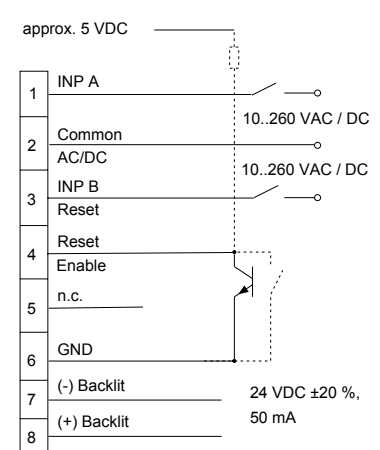 approx. 5 VDC
1 INP A
10..260 VAC / DC
2 Common
AC/DC
10..260 VAC / DC
3 INP B
Reset
4 Reset
Enable
5 n.c.
6 GND
7 (-) Backlit
24 VDC ±20 %,
50 mA
8 (+) Backlit